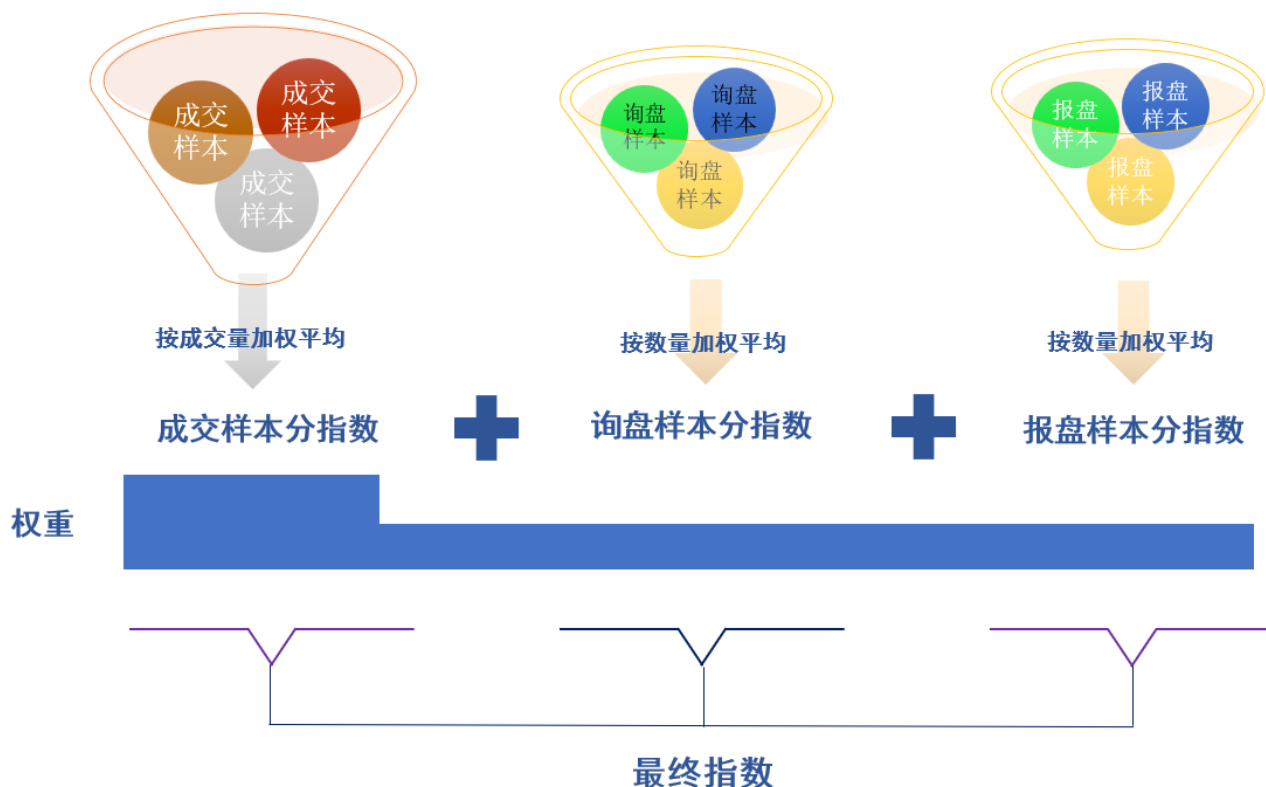 成交
样本
成交
样本
成交
样本
询盘
样本
询盘
样本
询盘
样本
报盘
样本
报盘
样本
报盘
样本
按成交量加权平均
按数量加权平均
按数量加权平均
成交样本分指数
询盘样本分指数
报盘样本分指数
权重
最终指数